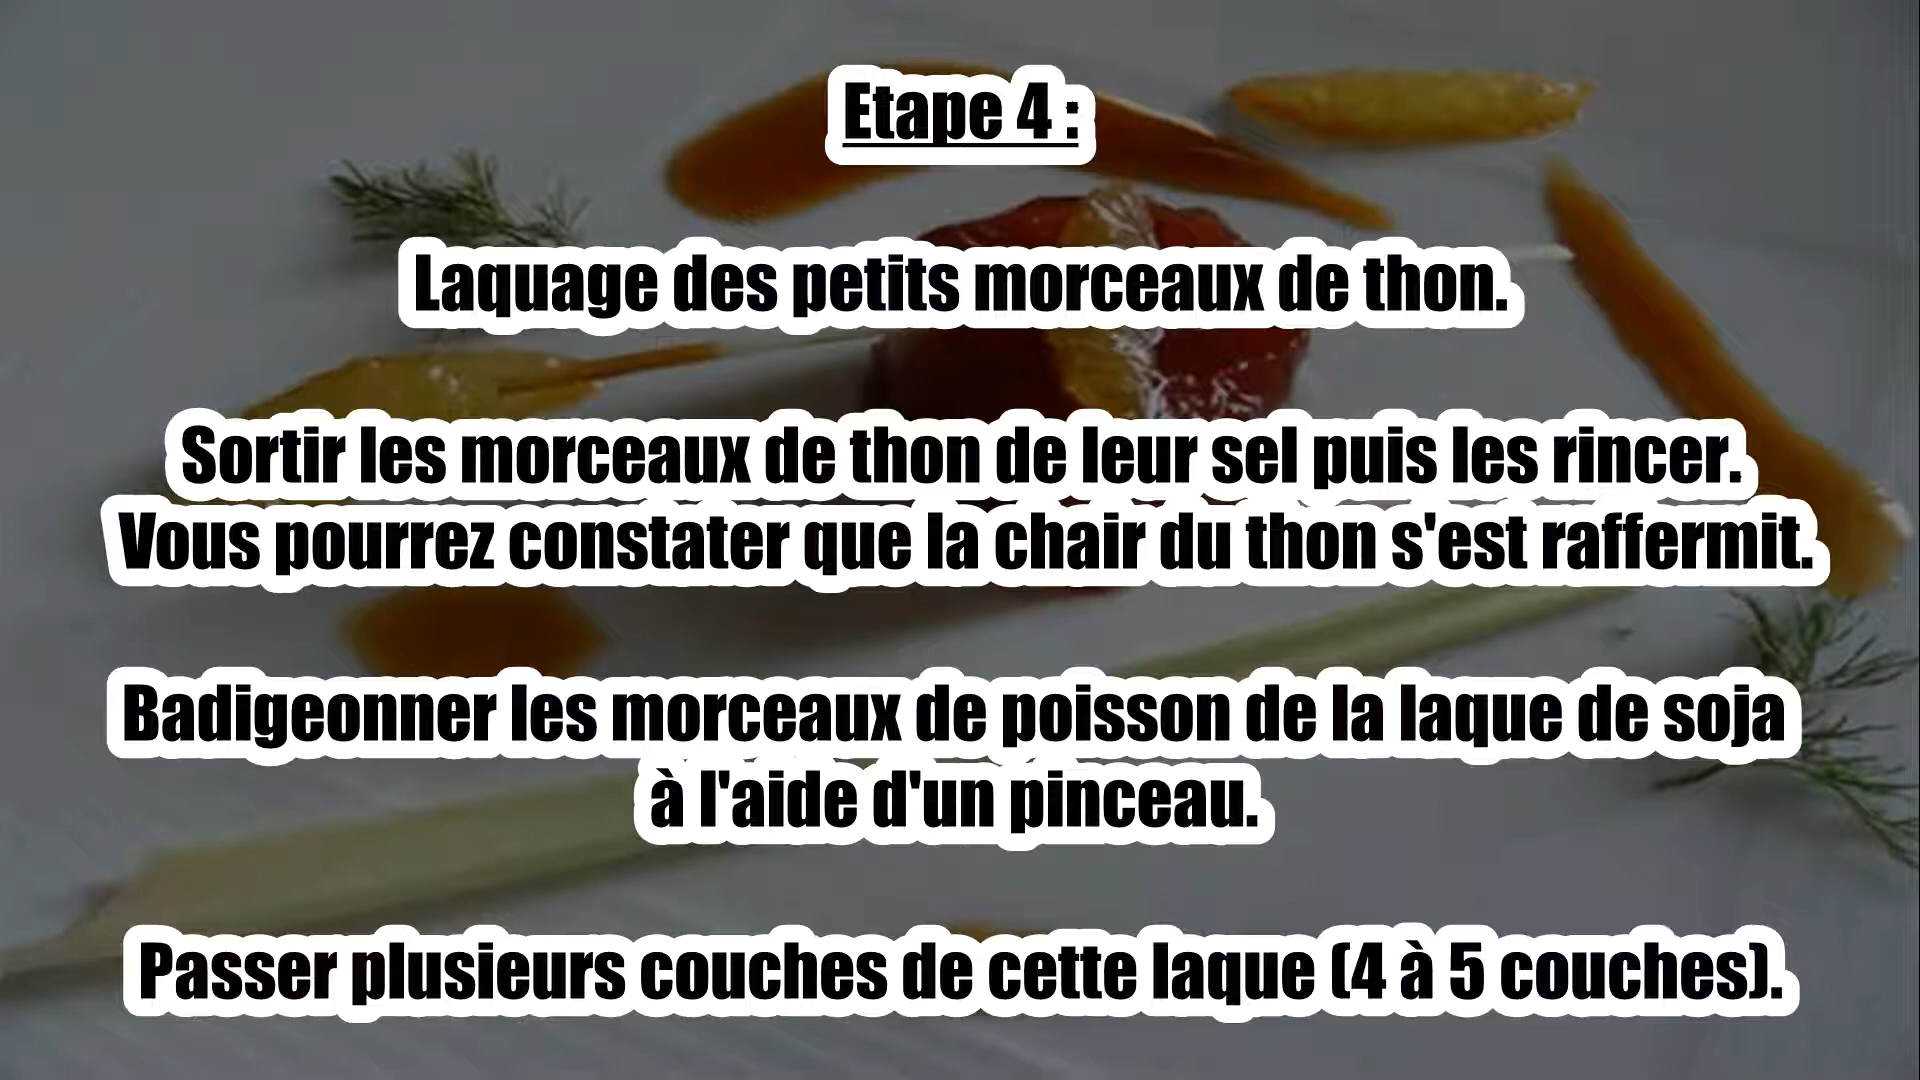 Etape 4 :
Laquage des petits morceaux de thon.
Sortir les morceaux de thon de leur sel puis les rincer.
Vous pourrez constater que la chair du thon s'est raffermit.
Badigeonner les morceaux de poisson de la laque de soja
à l'aide d'un pinceau.
Passer plusieurs couches de cette laque (4 à 5 couches).